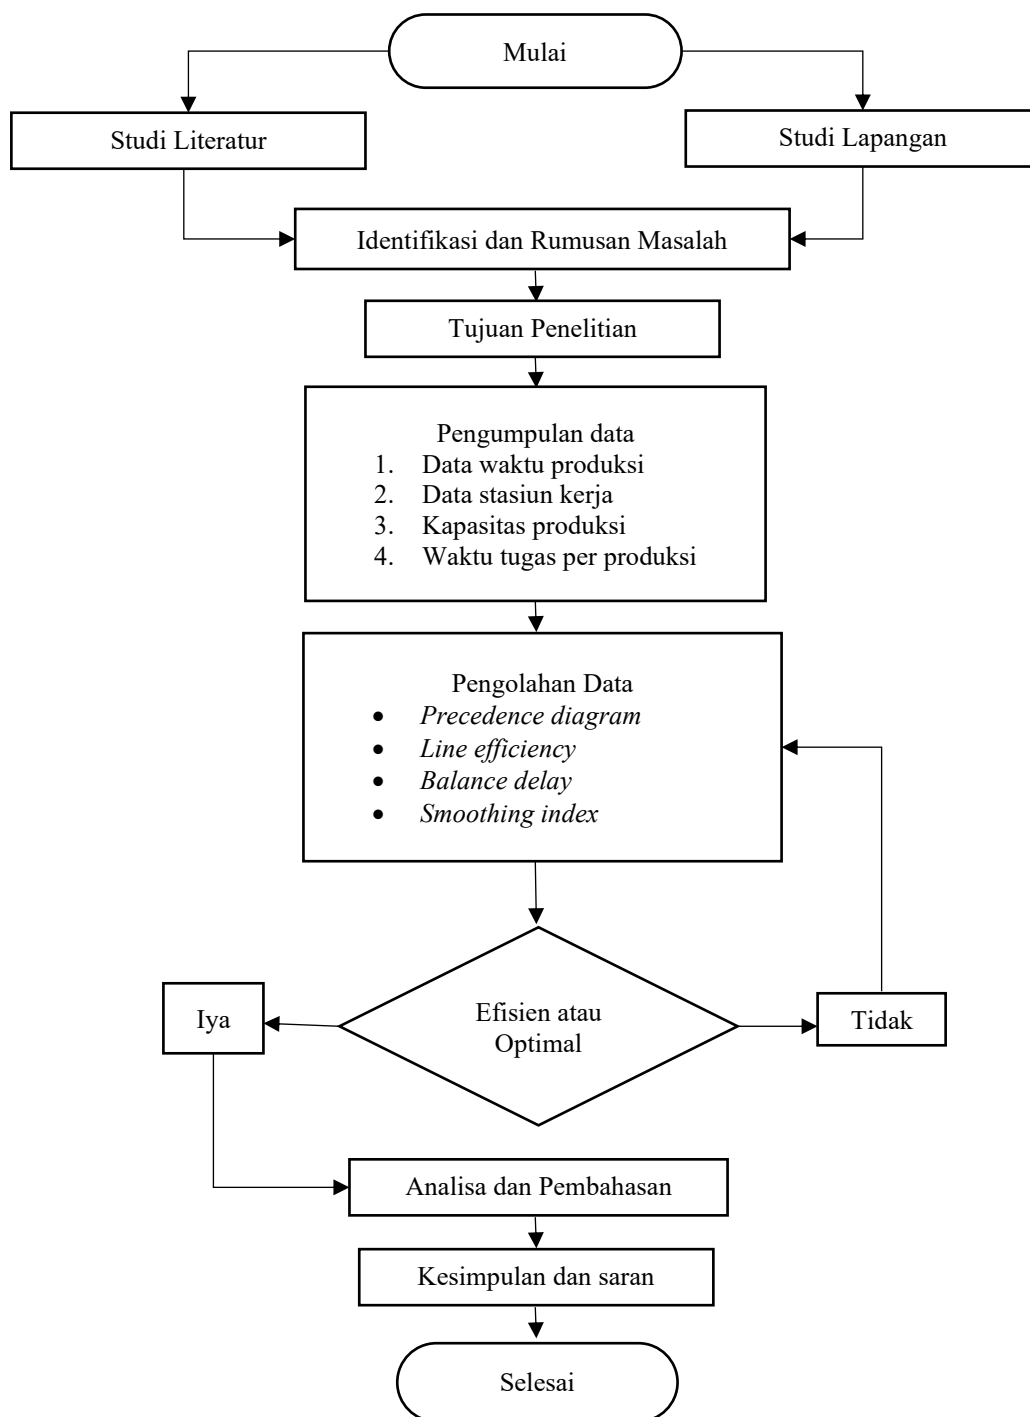 Mulai
Studi Literatur
Studi Lapangan
Identifikasi dan Rumusan Masalah
Tujuan Penelitian
Pengumpulan data
1. Data waktu produksi
2. Data stasiun kerja
3. Kapasitas produksi
4. Waktu tugas per produksi
Pengolahan Data
• Precedence diagram
• Line efficiency
• Balance delay
• Smoothing index
Efisien atau
Optimal
Iya
Tidak
Analisa dan Pembahasan
Kesimpulan dan saran
Selesai